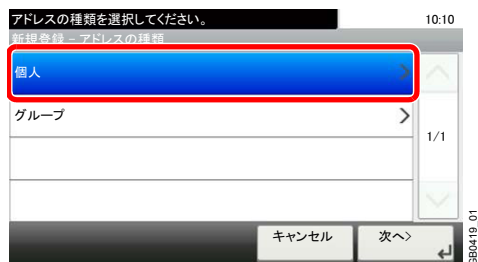 アドレスの種類を選択してください。 10:10
新規登録 - アドレスの種類
個人
グループ
1/1
キャンセル 次へ>
GB0419_01